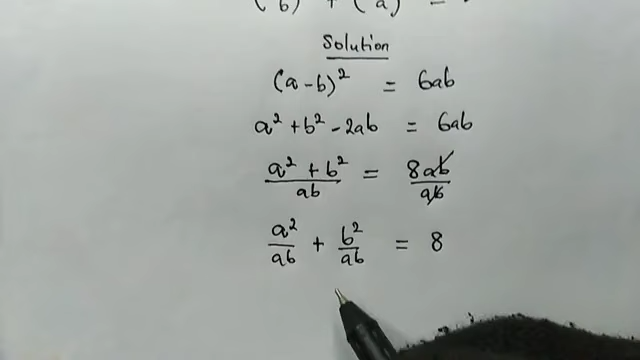 (b) + (a) =
Solution
(a-b)² = 6ab
a² + b² - 2ab = 6ab
a² + b² / ab = 8ab / ab
a² / ab + b² / ab = 8